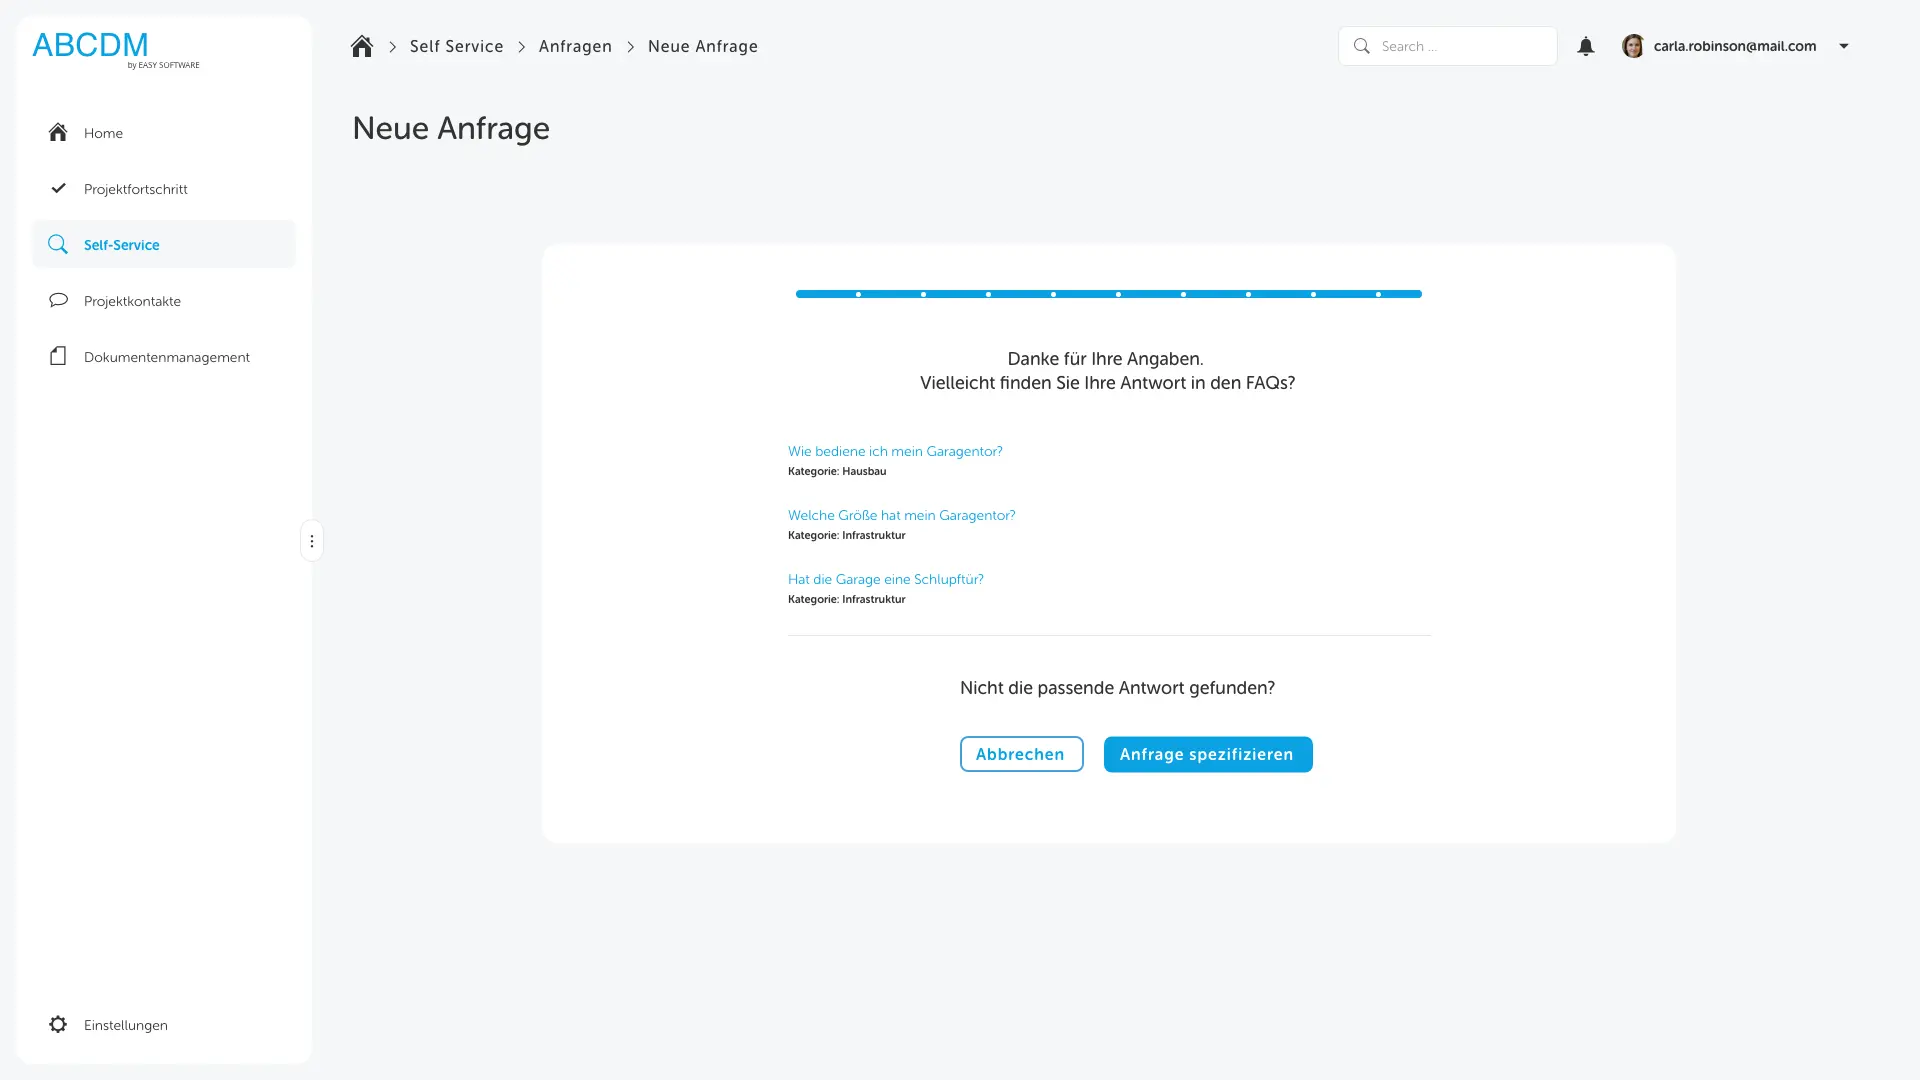 ABCDM
by EASY SOFTWARE
Home
Projektfortschritt
Self-Service
Projektkontakte
Dokumentenmanagement
Einstellungen
Self Service
Anfragen
Neue Anfrage
Search ...
carla.robinson@mail.com
Neue Anfrage
Danke für Ihre Angaben.
Vielleicht finden Sie Ihre Antwort in den FAQs?
Wie bediene ich mein Garagentor?
Kategorie: Hausbau
Welche Größe hat mein Garagentor?
Kategorie: Infrastruktur
Hat die Garage eine Schlupftür?
Kategorie: Infrastruktur
Nicht die passende Antwort gefunden?
Abbrechen
Anfrage spezifizieren